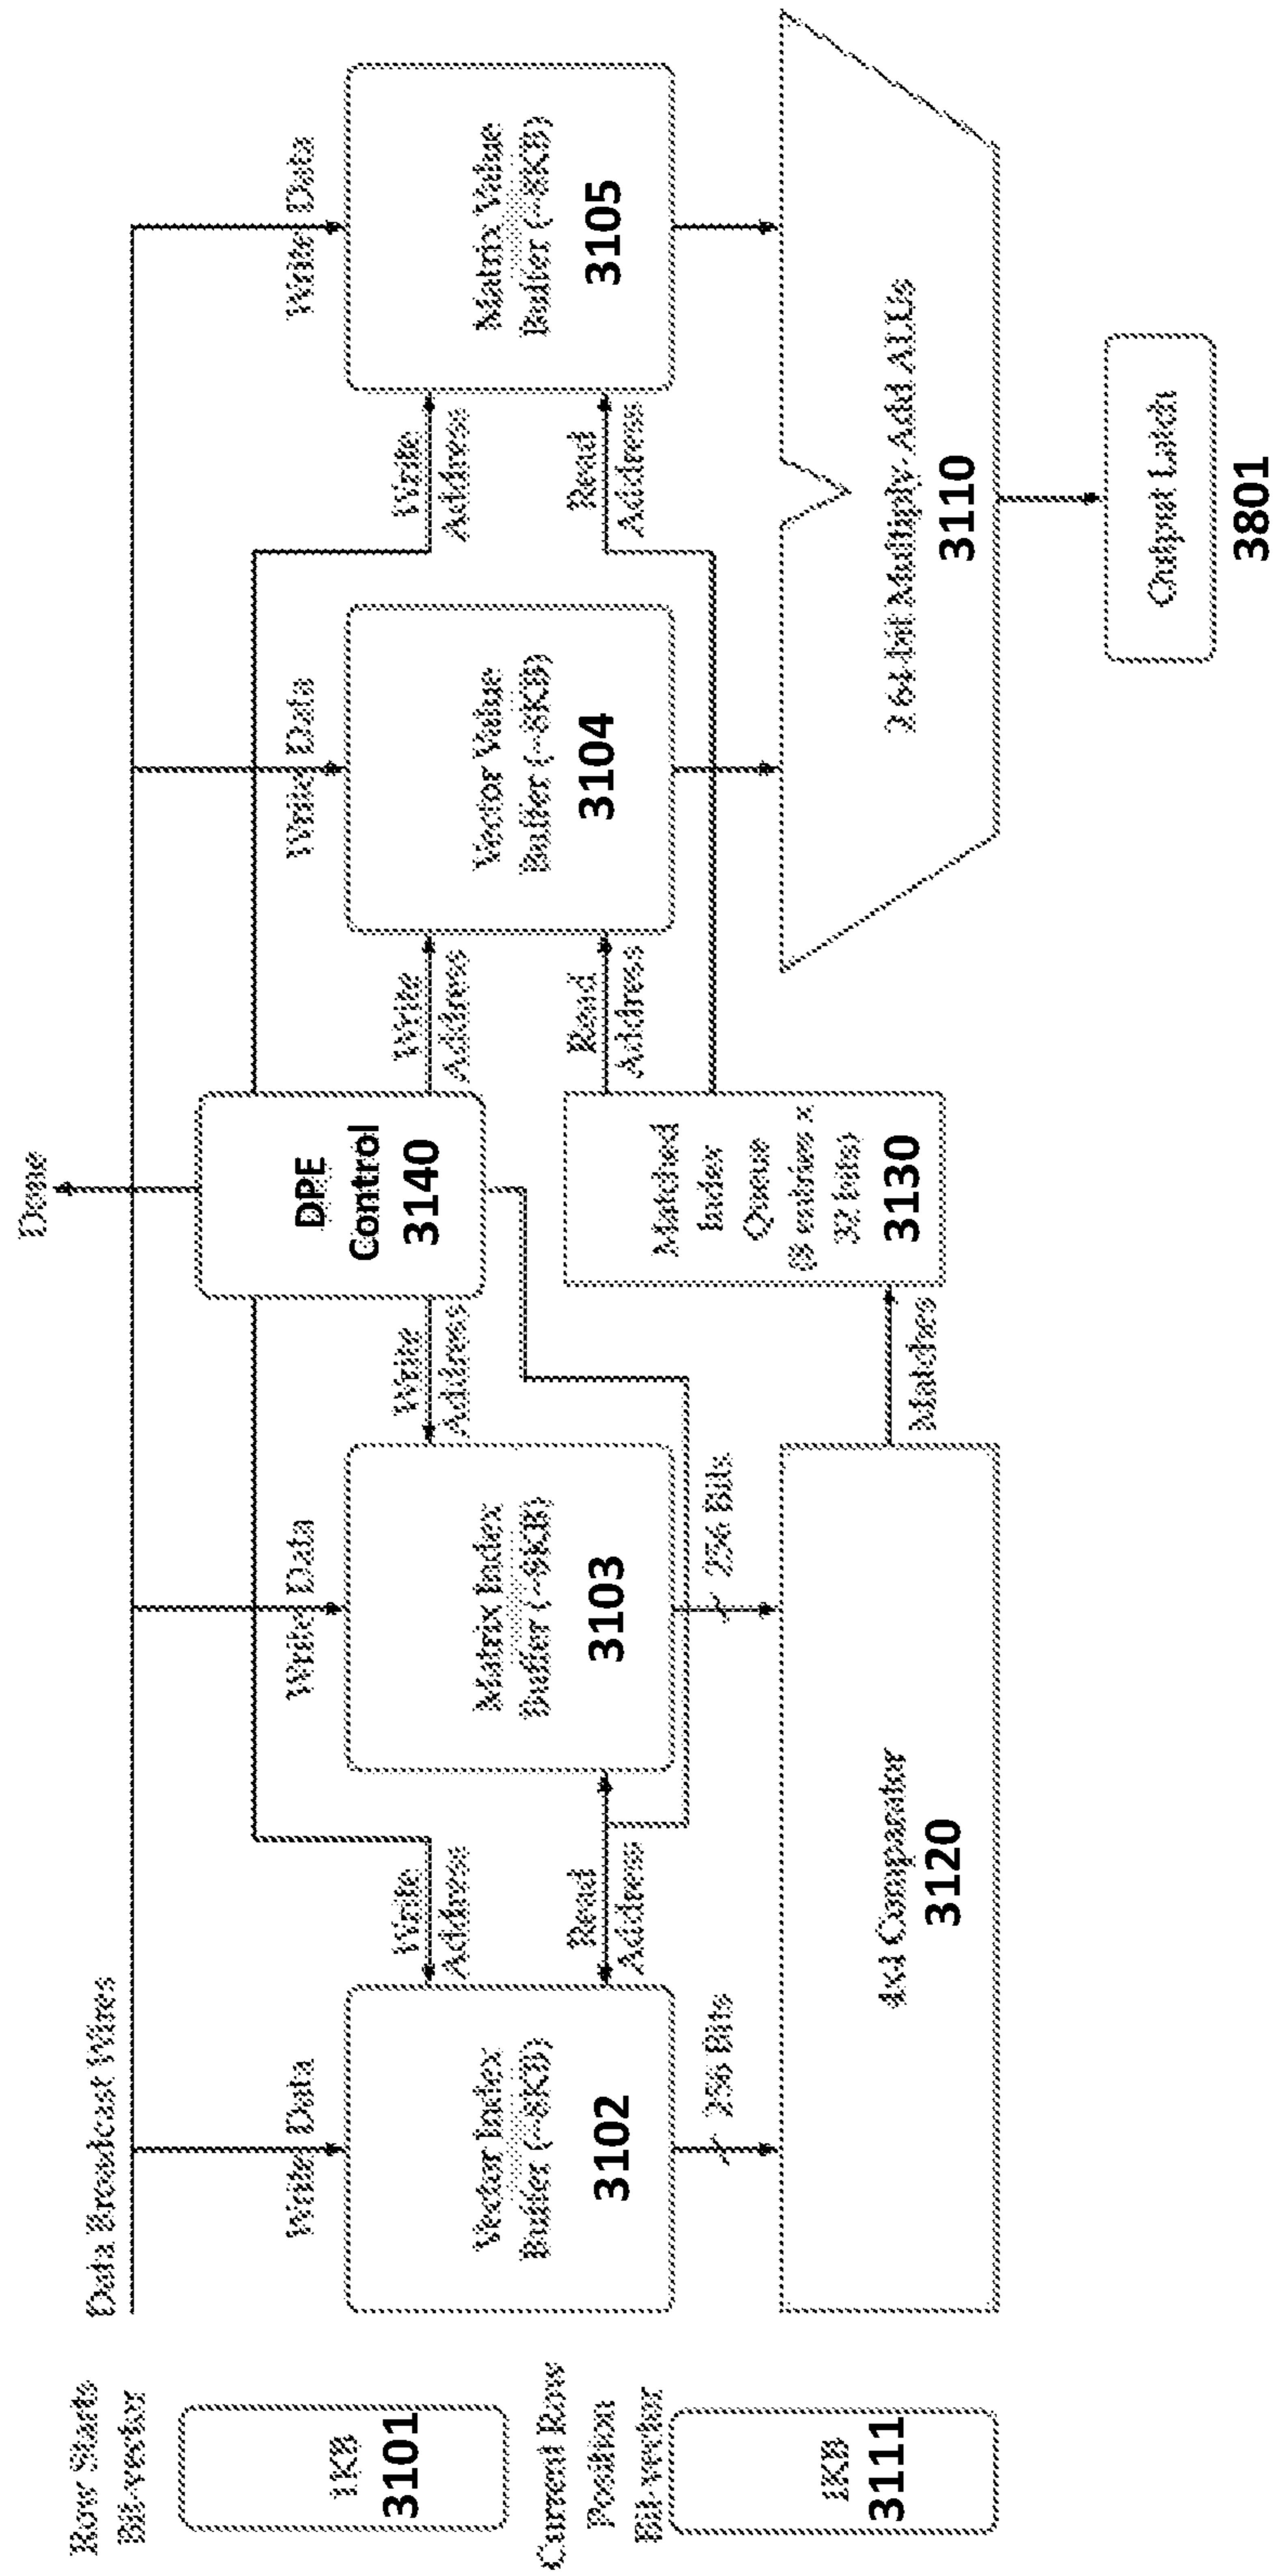 Done
Data Broadcast Wires
Row Starts
Bit-vector
1KB
3101
Current Row
Position
Bit-vector
1KB
3111
Write Data
Write Data
Write Data
Write Data
Write
Address
Write
Address
Write
Address
Write
Address
DPE
Control
3140
Vector Index
Buffer (~8KB)
3102
Matrix Index
Buffer (~8KB)
3103
Vector Value
Buffer (~8KB)
3104
Matrix Value
Buffer (~8KB)
3105
Read
Address
Read
Address
Read
Address
256 Bits
256 Bits
4x4 Comparator
3120
Matches
Matched
Index
Queue
(8 entries x
32 bits)
3130
2 64-bit Multiply-Add ALUs
3110
Output Latch
3801